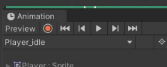 Animation
Preview
Player_idle
Player : Sprite